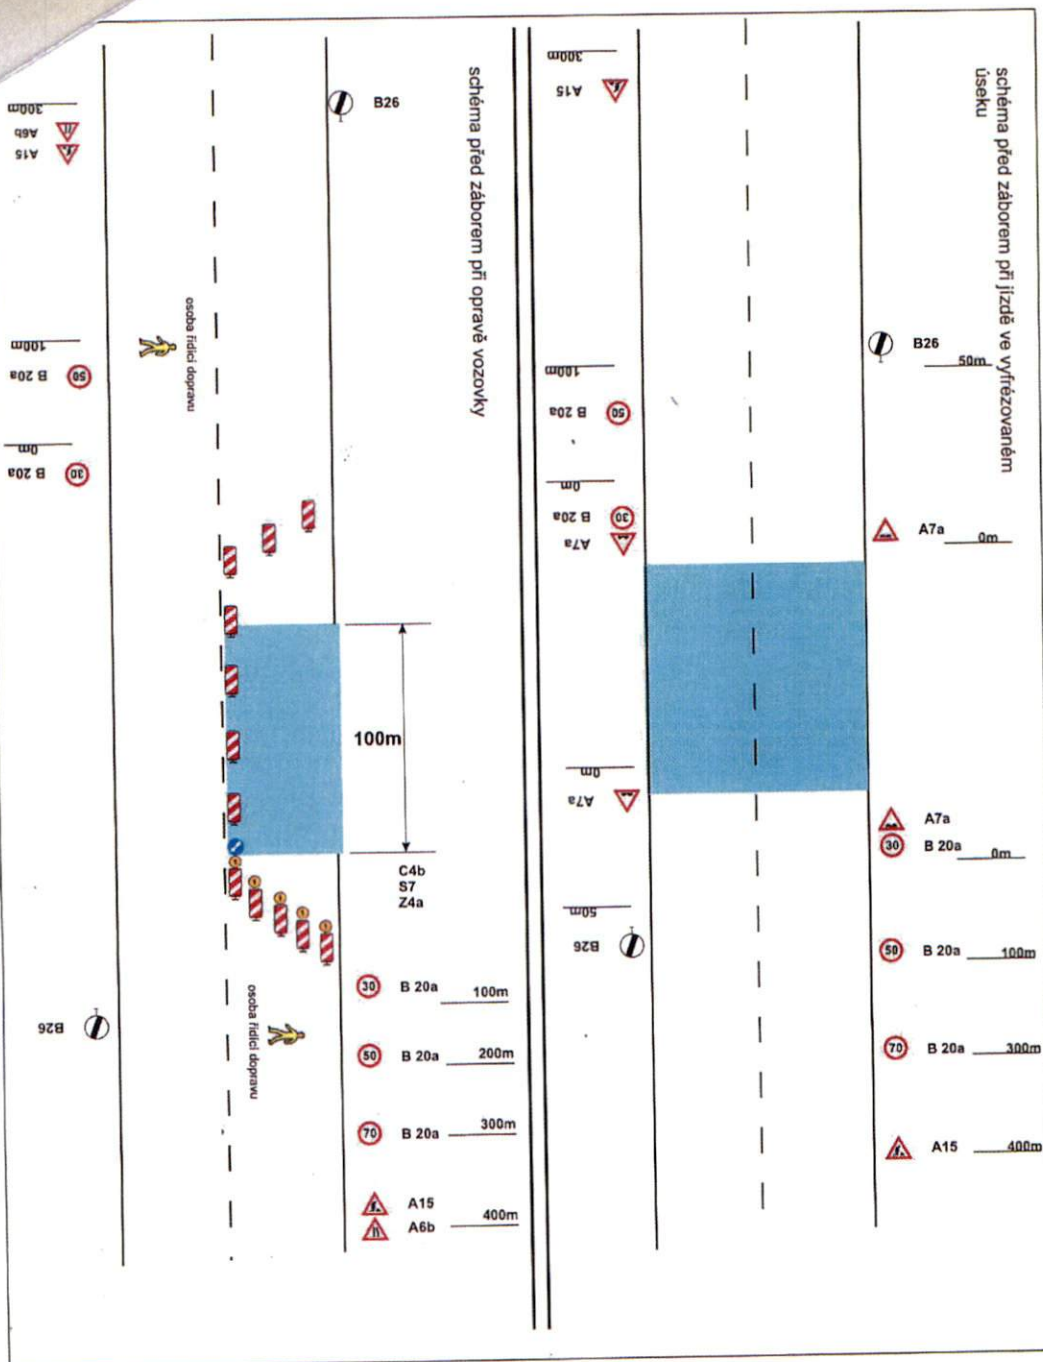 schéma před záborem při opravě vozovky
B26
300m
A6b
A15
osoba řídící dopravu
100m
50
B 20a
0m
30
B 20a
100m
C4b
S7
Z4a
B26
osoba řídící dopravu
30 B 20a 100m
50 B 20a 200m
70 B 20a 300m
A15
A6b 400m
schéma před záborem při jízdě ve vyfrézovaném
úseku
300m
A15
B26
50m
100m
50
B 20a
0m
30
B 20a
A7a
A7a 0m
0m
A7a
A7a
30 B 20a 0m
50m
B26
50 B 20a 100m
70 B 20a 300m
A15 400m